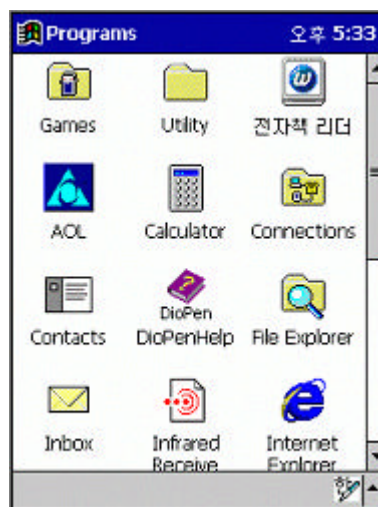 Programs 오후 5:33
Games Utility 전자책 리더
AOL Calculator Connections
DioPen
Contacts DioPenHelp File Explorer
Inbox Infrared Internet
Receive Explorer